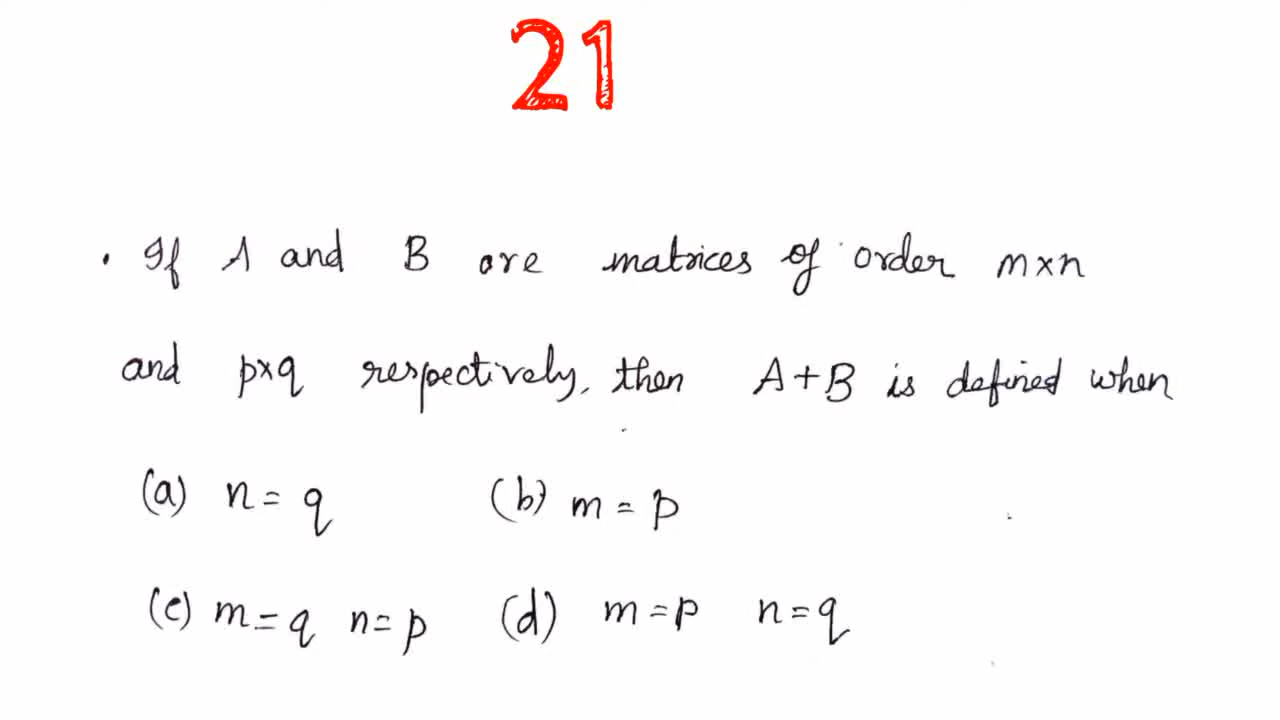 21
. If A and B are matrices of order m×n
and p×q respectively, then A+B is defined when
(a) n = q (b) m = p
(c) m = q n = p (d) m = p n = q